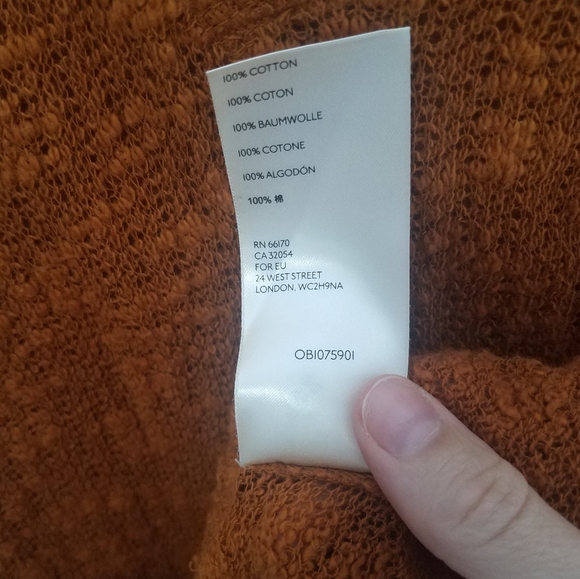 100% COTTON
100% COTON
100% BAUMWOLLE
100% COTONE
100% ALGODÓN
100% 棉
RN 66170
CA 32054
FOR EU
24 WEST STREET
LONDON, WC2H9NA
OB1075901